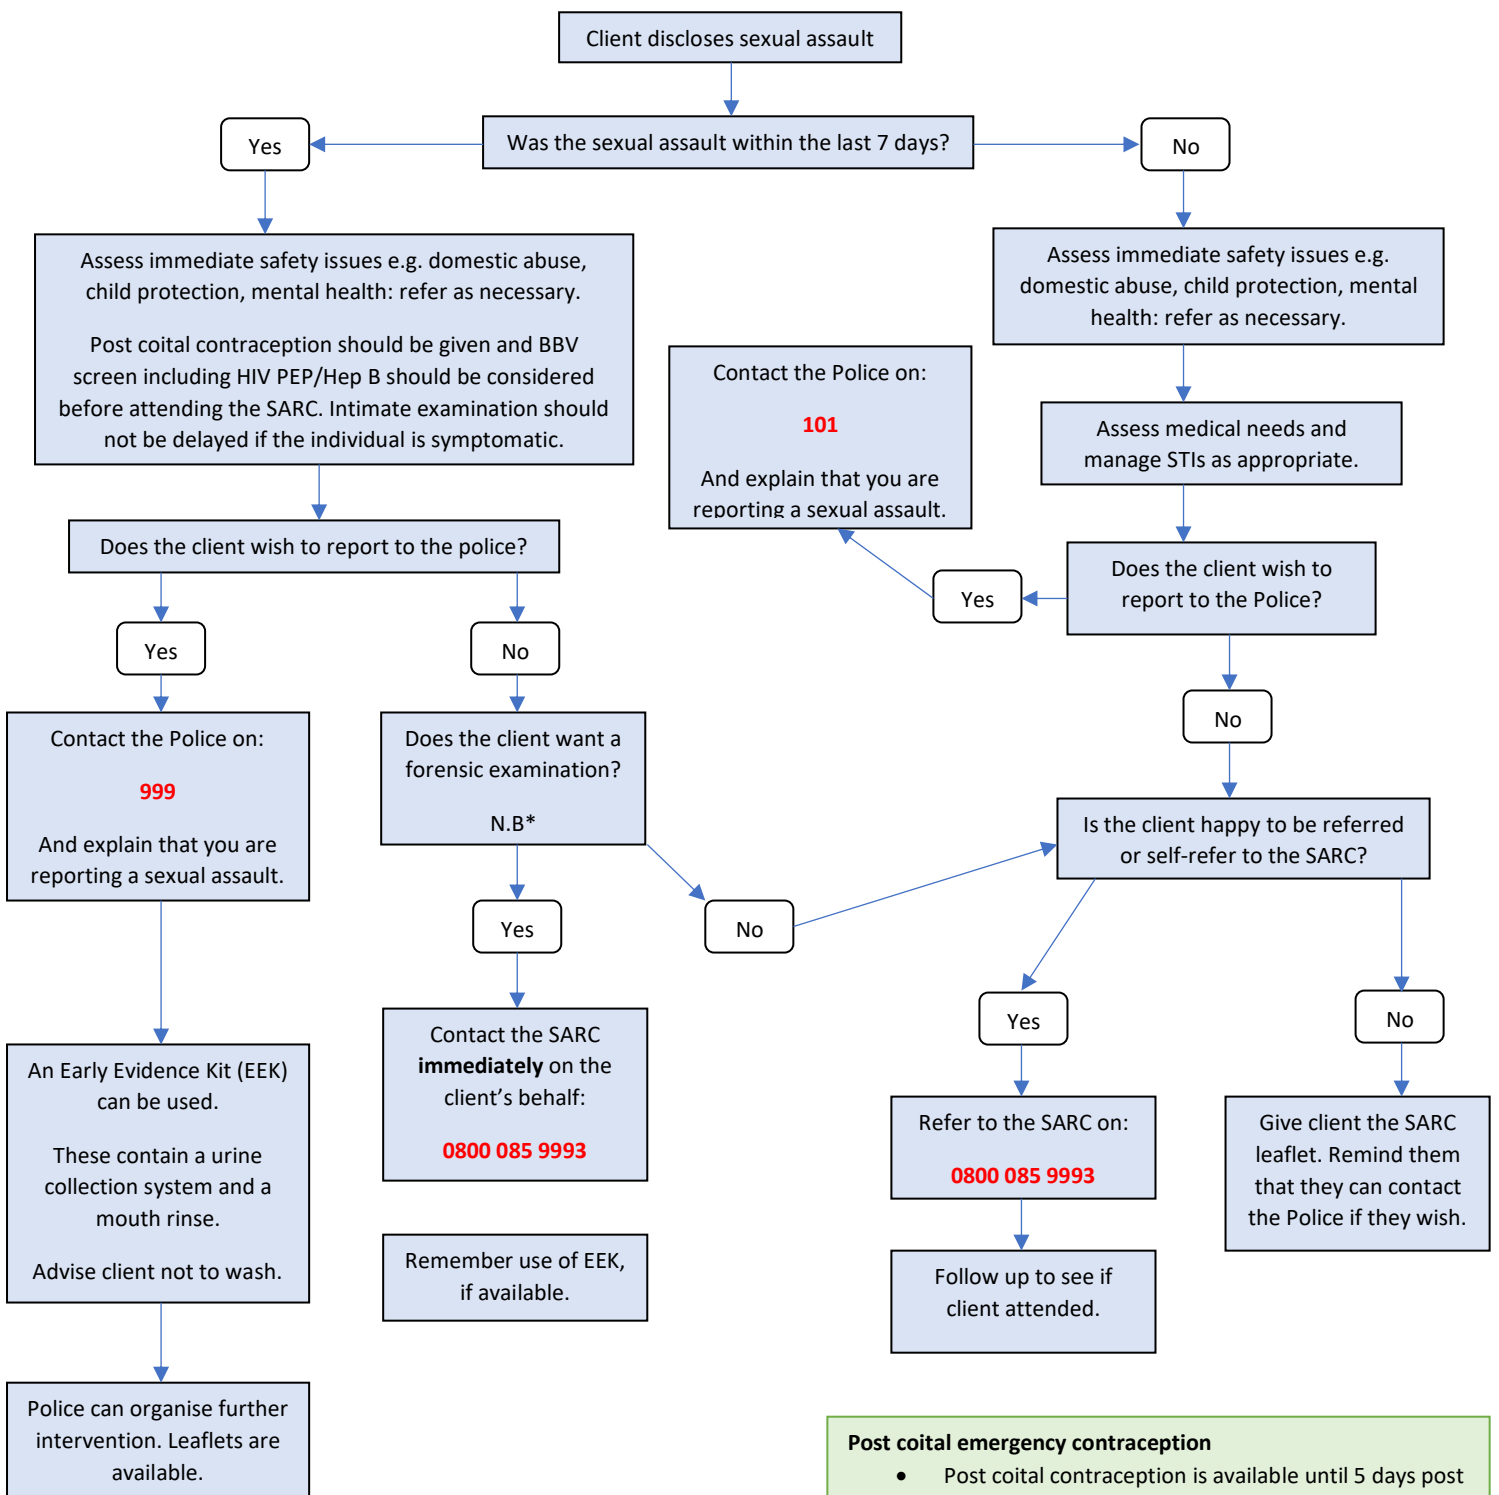 Client discloses sexual assault
Was the sexual assault within the last 7 days?
Yes
No
Assess immediate safety issues e.g. domestic abuse,
child protection, mental health: refer as necessary.
Post coital contraception should be given and BBV
screen including HIV PEP/Hep B should be considered
before attending the SARC. Intimate examination should
not be delayed if the individual is symptomatic.
Does the client wish to report to the police?
Yes
No
Contact the Police on:
999
And explain that you are
reporting a sexual assault.
An Early Evidence Kit (EEK)
can be used.
These contain a urine
collection system and a
mouth rinse.
Advise client not to wash.
Police can organise further
intervention. Leaflets are
available.
Does the client want a
forensic examination?
N.B*
Yes
No
Contact the SARC
immediately on the
client’s behalf:
0800 085 9993
Remember use of EEK,
if available.
Assess immediate safety issues e.g.
domestic abuse, child protection, mental
health: refer as necessary.
Assess medical needs and
manage STIs as appropriate.
Does the client wish to
report to the Police?
Yes
Contact the Police on:
101
And explain that you are
reporting a sexual assault.
No
Is the client happy to be referred
or self-refer to the SARC?
Yes
No
Refer to the SARC on:
0800 085 9993
Follow up to see if
client attended.
Give client the SARC
leaflet. Remind them
that they can contact
the Police if they wish.
Post coital emergency contraception
• Post coital contraception is available until 5 days post